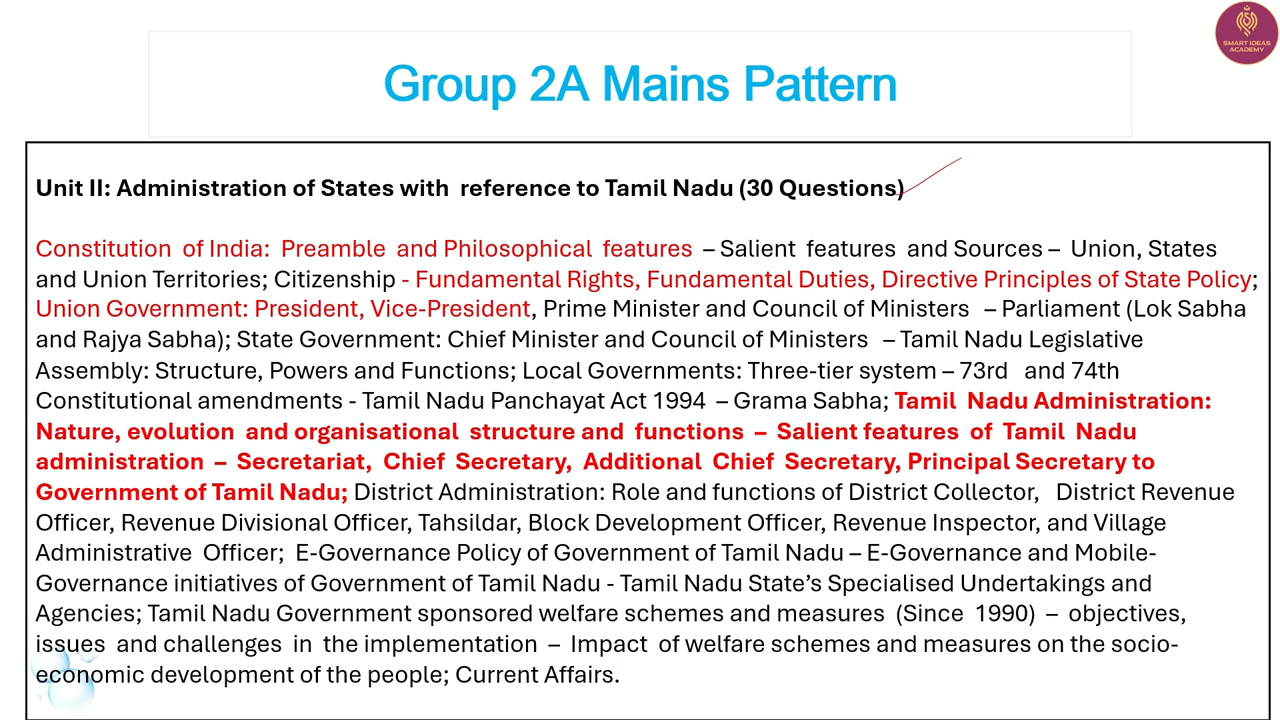 SMART IDEAS
ACADEMY
Group 2A Mains Pattern
Unit II: Administration of States with reference to Tamil Nadu (30 Questions)
Constitution of India: Preamble and Philosophical features – Salient features and Sources – Union, States
and Union Territories; Citizenship - Fundamental Rights, Fundamental Duties, Directive Principles of State Policy;
Union Government: President, Vice-President, Prime Minister and Council of Ministers – Parliament (Lok Sabha
and Rajya Sabha); State Government: Chief Minister and Council of Ministers – Tamil Nadu Legislative
Assembly: Structure, Powers and Functions; Local Governments: Three-tier system – 73rd and 74th
Constitutional amendments - Tamil Nadu Panchayat Act 1994 – Grama Sabha; Tamil Nadu Administration:
Nature, evolution and organisational structure and functions – Salient features of Tamil Nadu
administration – Secretariat, Chief Secretary, Additional Chief Secretary, Principal Secretary to
Government of Tamil Nadu; District Administration: Role and functions of District Collector, District Revenue
Officer, Revenue Divisional Officer, Tahsildar, Block Development Officer, Revenue Inspector, and Village
Administrative Officer; E-Governance Policy of Government of Tamil Nadu – E-Governance and Mobile-
Governance initiatives of Government of Tamil Nadu - Tamil Nadu State’s Specialised Undertakings and
Agencies; Tamil Nadu Government sponsored welfare schemes and measures (Since 1990) – objectives,
issues and challenges in the implementation – Impact of welfare schemes and measures on the socio-
economic development of the people; Current Affairs.